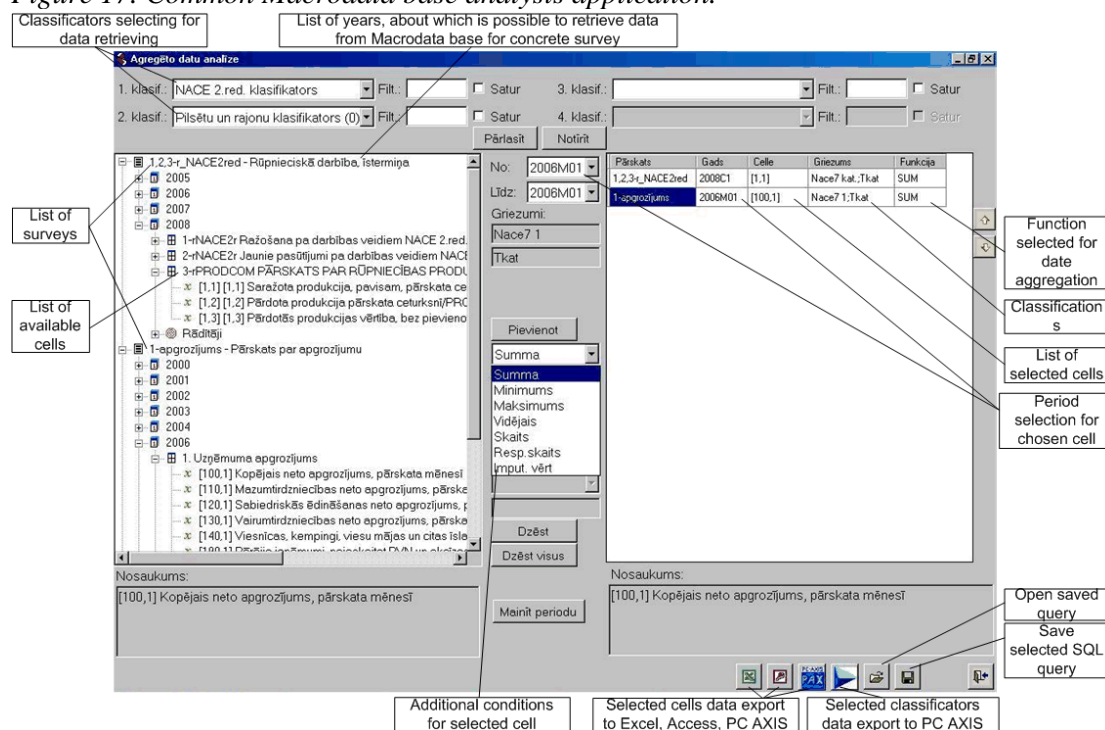 Figure 17. Common Macrodata base analysis application.
Classificators selecting for
data retrieving
List of years, about which is possible to retrieve data
from Macrodata base for concrete survey
Agregēto datu analīze
1. klasif.: NACE 2.red. klasifikators Filt.: Satur 3. klasif.: Filt.: Satur
2. klasif.: Pilsētu un rajonu klasifikators (0) Filt.: Satur 4. klasif.: Filt.: Satur
Pārlasīt Notīrīt
1,2,3-r_NACE2red - Rūpnieciskā darbība, īstermiņa
2005
2006
2007
2008
1-rNACE2r Ražošana pa darbības veidiem NACE 2.red.
2-rNACE2r Jaunie pasūtījumi pa darbības veidiem NACE
3-rPRODCOM PĀRSKATS PAR RŪPNIECĪBAS PRODU
x [1,1] [1,1] Saražota produkcija, pavisam, pārskata ce
x [1,2] [1,2] Pārdota produkcija pārskata ceturksnī/PRO
x [1,3] [1,3] Pārdotās produkcijas vērtība, bez pievieno
Rādītāji
1-apgrozījums - Pārskats par apgrozījumu
2000
2001
2002
2003
2004
2006
1. Uzņēmuma apgrozījums
x [100,1] Kopējais neto apgrozījums, pārskata mēnesī
x [110,1] Mazumtirdzniecības neto apgrozījums, pārska
x [120,1] Sabiedriskās ēdināšanas neto apgrozījums, p
x [130,1] Vairumtirdzniecības neto apgrozījums, pārska
x [140,1] Viesnīcas, kempingi, viesu mājas un citas īsla
Nosaukums:
[100,1] Kopējais neto apgrozījums, pārskata mēnesī
No: 2006M01
Līdz: 2006M01
Griezumi:
Nace7 1
Tkat
Pievienot
Summa
Summa
Minimums
Maksimums
Vidējais
Skaits
Resp.skaits
Imput. vērt
Dzēst
Dzēst visus
Mainīt periodu
Pārskats Gads Celle Griezums Funkcija
1,2,3-r_NACE2red 2008C1 [1,1] Nace7 kat.;Tkat SUM
1-apgrozījums 2006M01 [100,1] Nace7 1;Tkat SUM
Nosaukums:
[100,1] Kopējais neto apgrozījums, pārskata mēnesī
PC-AXIS
PAX
List of
surveys
List of
available
cells
Function
selected for
date
aggregation
Classification
s
List of
selected cells
Period
selection for
chosen cell
Open saved
query
Save
selected SQL
query
Additional conditions
for selected cell
Selected cells data export
to Excel, Access, PC AXIS
Selected classificators
data export to PC AXIS